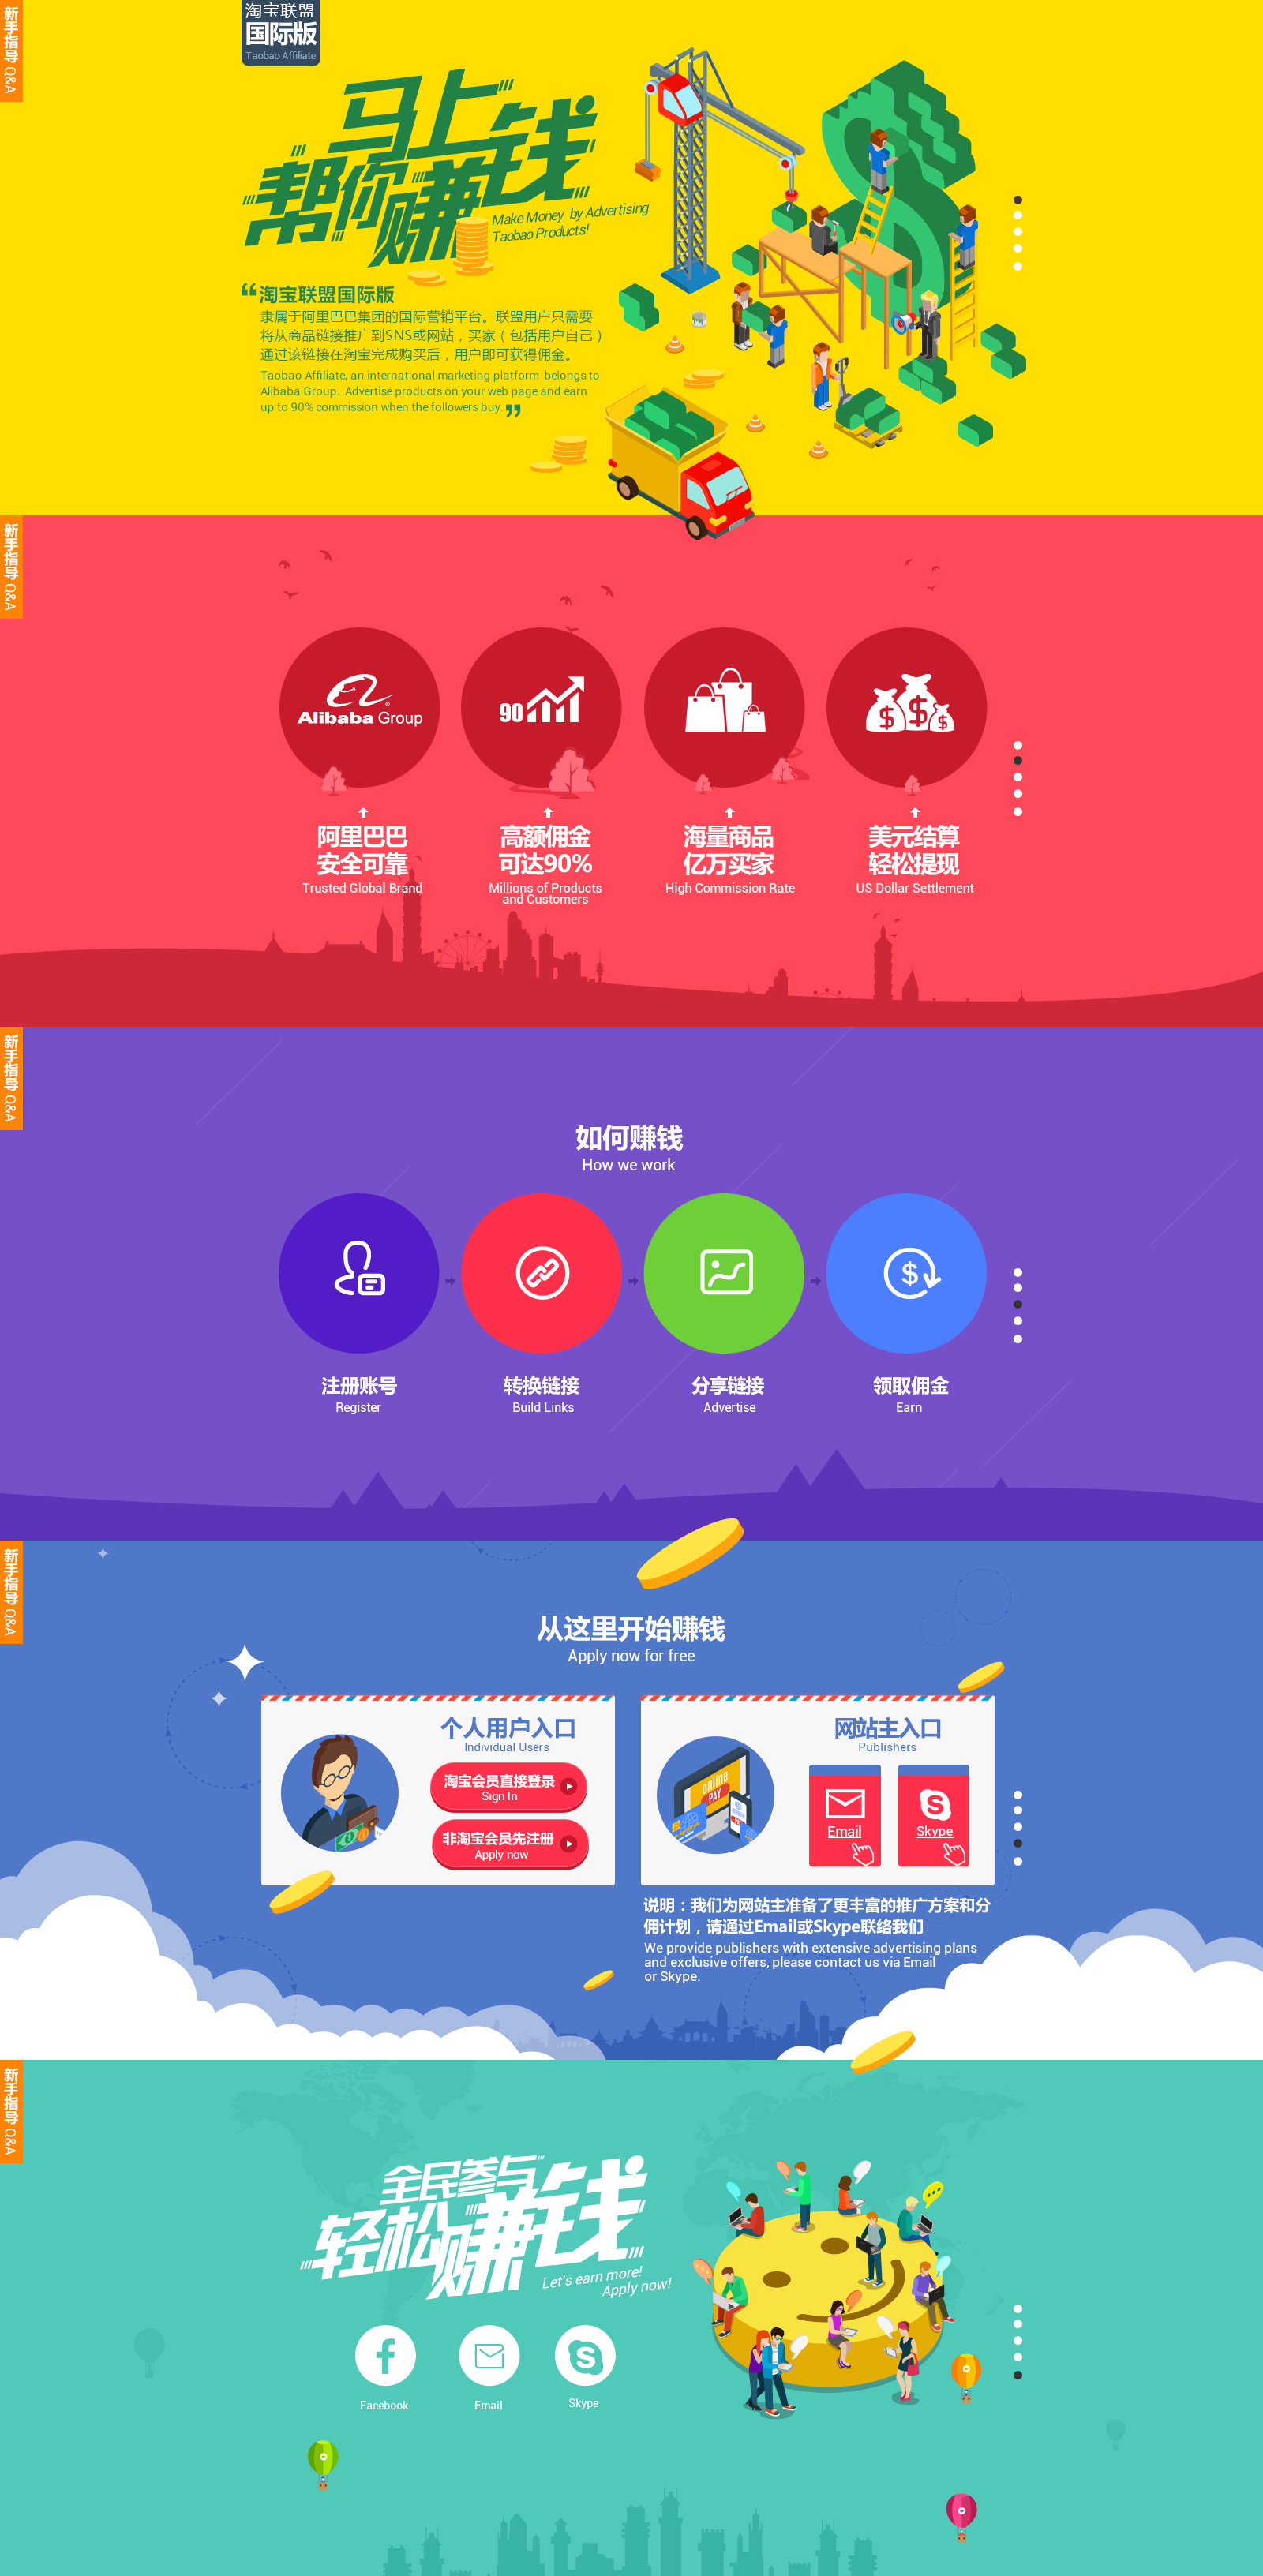 新手指导 Q&A
淘宝联盟
国际版
Taobao Affiliate
马上
帮你赚钱
Make Money by Advertising
Taobao Products!
“淘宝联盟国际版
隶属于阿里巴巴集团的国际营销平台。联盟用户只需要
将从商品链接推广到SNS或网站，买家（包括用户自己）
通过该链接在淘宝完成购买后，用户即可获得佣金。
Taobao Affiliate, an international marketing platform belongs to
Alibaba Group. Advertise products on your web page and earn
up to 90% commission when the followers buy.”
新手指导 Q&A
Alibaba Group
90
阿里巴巴
安全可靠
Trusted Global Brand
高额佣金
可达90%
Millions of Products
and Customers
海量商品
亿万买家
High Commission Rate
美元结算
轻松提现
US Dollar Settlement
新手指导 Q&A
如何赚钱
How we work
注册账号
Register
转换链接
Build Links
分享链接
Advertise
领取佣金
Earn
新手指导 Q&A
从这里开始赚钱
Apply now for free
个人用户入口
Individual Users
淘宝会员直接登录
Sign In
非淘宝会员先注册
Apply now
online
PAY
网站主入口
Publishers
Email
Skype
说明：我们为网站主准备了更丰富的推广方案和分
佣计划，请通过Email或Skype联络我们
We provide publishers with extensive advertising plans
and exclusive offers, please contact us via Email
or Skype.
新手指导 Q&A
全民参与
轻松赚钱
Let's earn more!
Apply now!
Facebook
Email
Skype